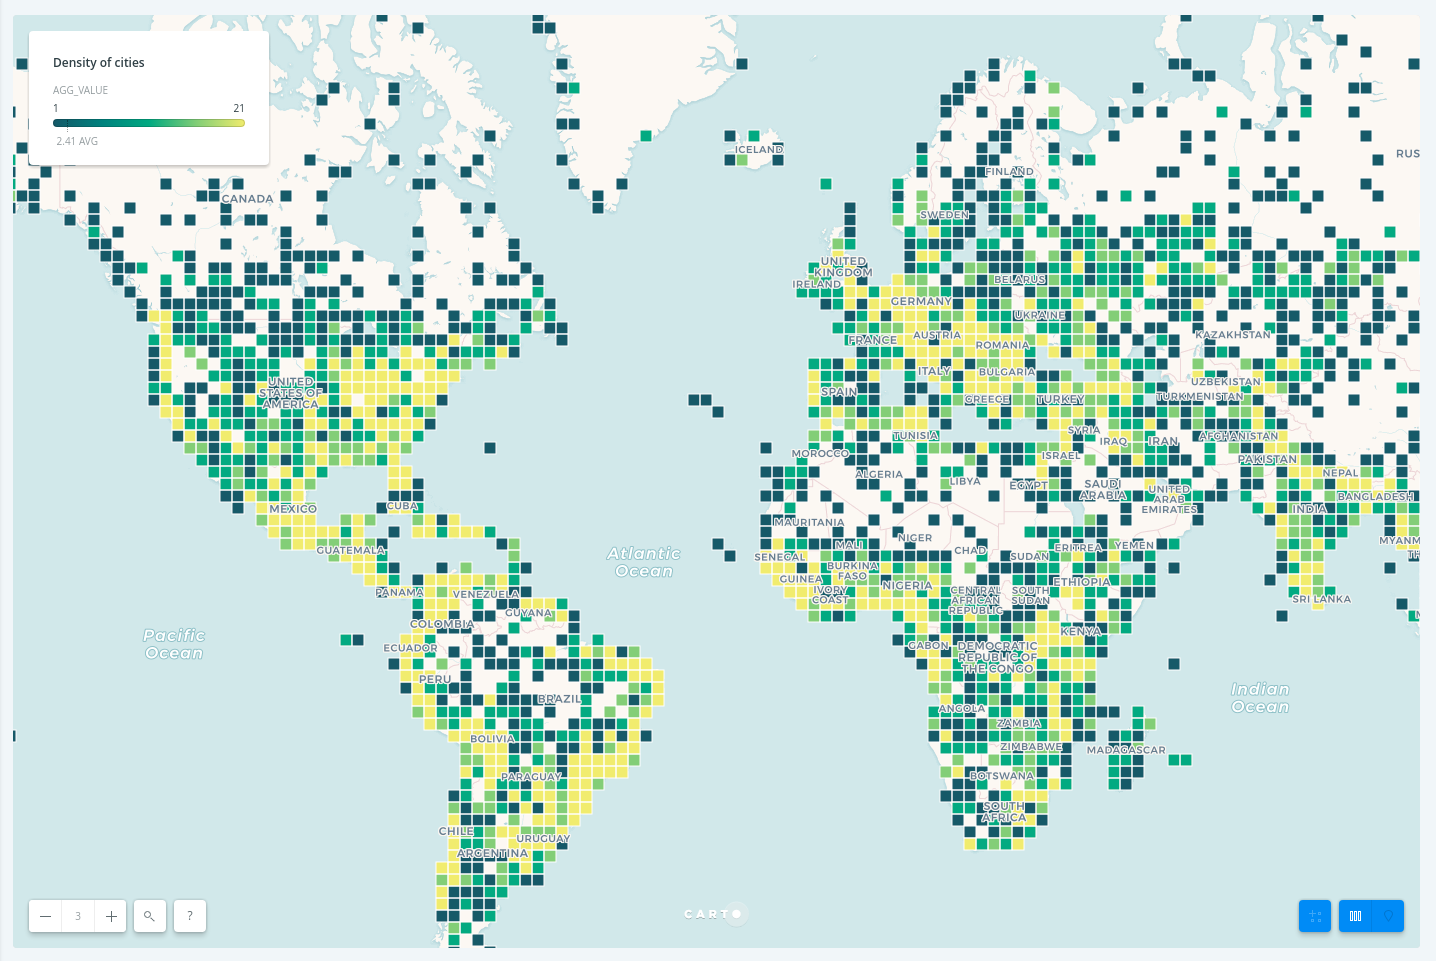 Density of cities
AGG_VALUE
1 21
2.41 AVG
ICELAND
RUS
FINLAND
CANADA
SWEDEN
UNITED
KINGDOM
IRELAND
BELARUS
GERMANY
UKRAINE
FRANCE
AUSTRIA
ROMANIA
KAZAKHSTAN
ITALY
BULGARIA
UNITED
STATES OF
AMERICA
SPAIN
GREECE
TURKEY
UZBEKISTAN
TURKMENISTAN
TUNISIA
SYRIA
IRAQ
IRAN
AFGHANISTAN
MOROCCO
ISRAEL
PAKISTAN
ALGERIA
LIBYA
EGYPT
SAUDI
ARABIA
NEPAL
UNITED
ARAB
EMIRATES
BANGLADESH
CUBA
MEXICO
INDIA
MAURITANIA
GUATEMALA
NIGER
MALI
CHAD
ERITREA
YEMEN
MYANM
TH
Atlantic
Ocean
SENEGAL
SUDAN
BURKINA
FASO
GUINEA
NIGERIA
ETHIOPIA
PANAMA
VENEZUELA
IVORY
COAST
CENTRAL
AFRICAN
REPUBLIC
SOUTH
SUDAN
SRI LANKA
GUYANA
COLOMBIA
KENYA
Pacific
Ocean
ECUADOR
GABON
DEMOCRATIC
REPUBLIC OF
THE CONGO
PERU
Indian
Ocean
BRAZIL
ANGOLA
ZAMBIA
BOLIVIA
ZIMBABWE
MADAGASCAR
PARAGUAY
BOTSWANA
SOUTH
AFRICA
CHILE
URUGUAY
ARGENTINA
3
?
CARTO